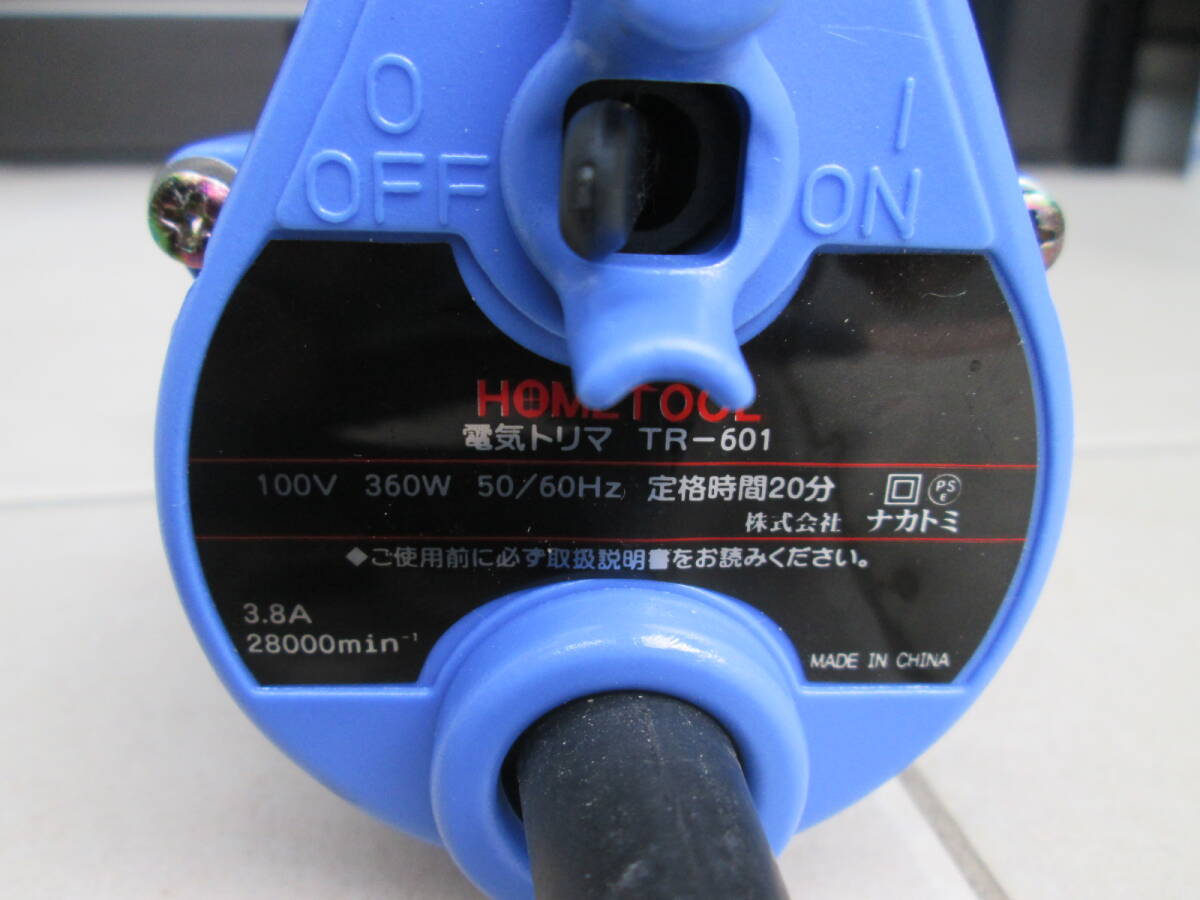 O I
OFF ON
HOMETOOL
電気トリマ TR-601
100V 360W 50/60Hz 定格時間20分 PSE
株式会社 ナカトミ
◆ご使用前に必ず取扱説明書をお読みください。
3.8A
28000min⁻¹
MADE IN CHINA